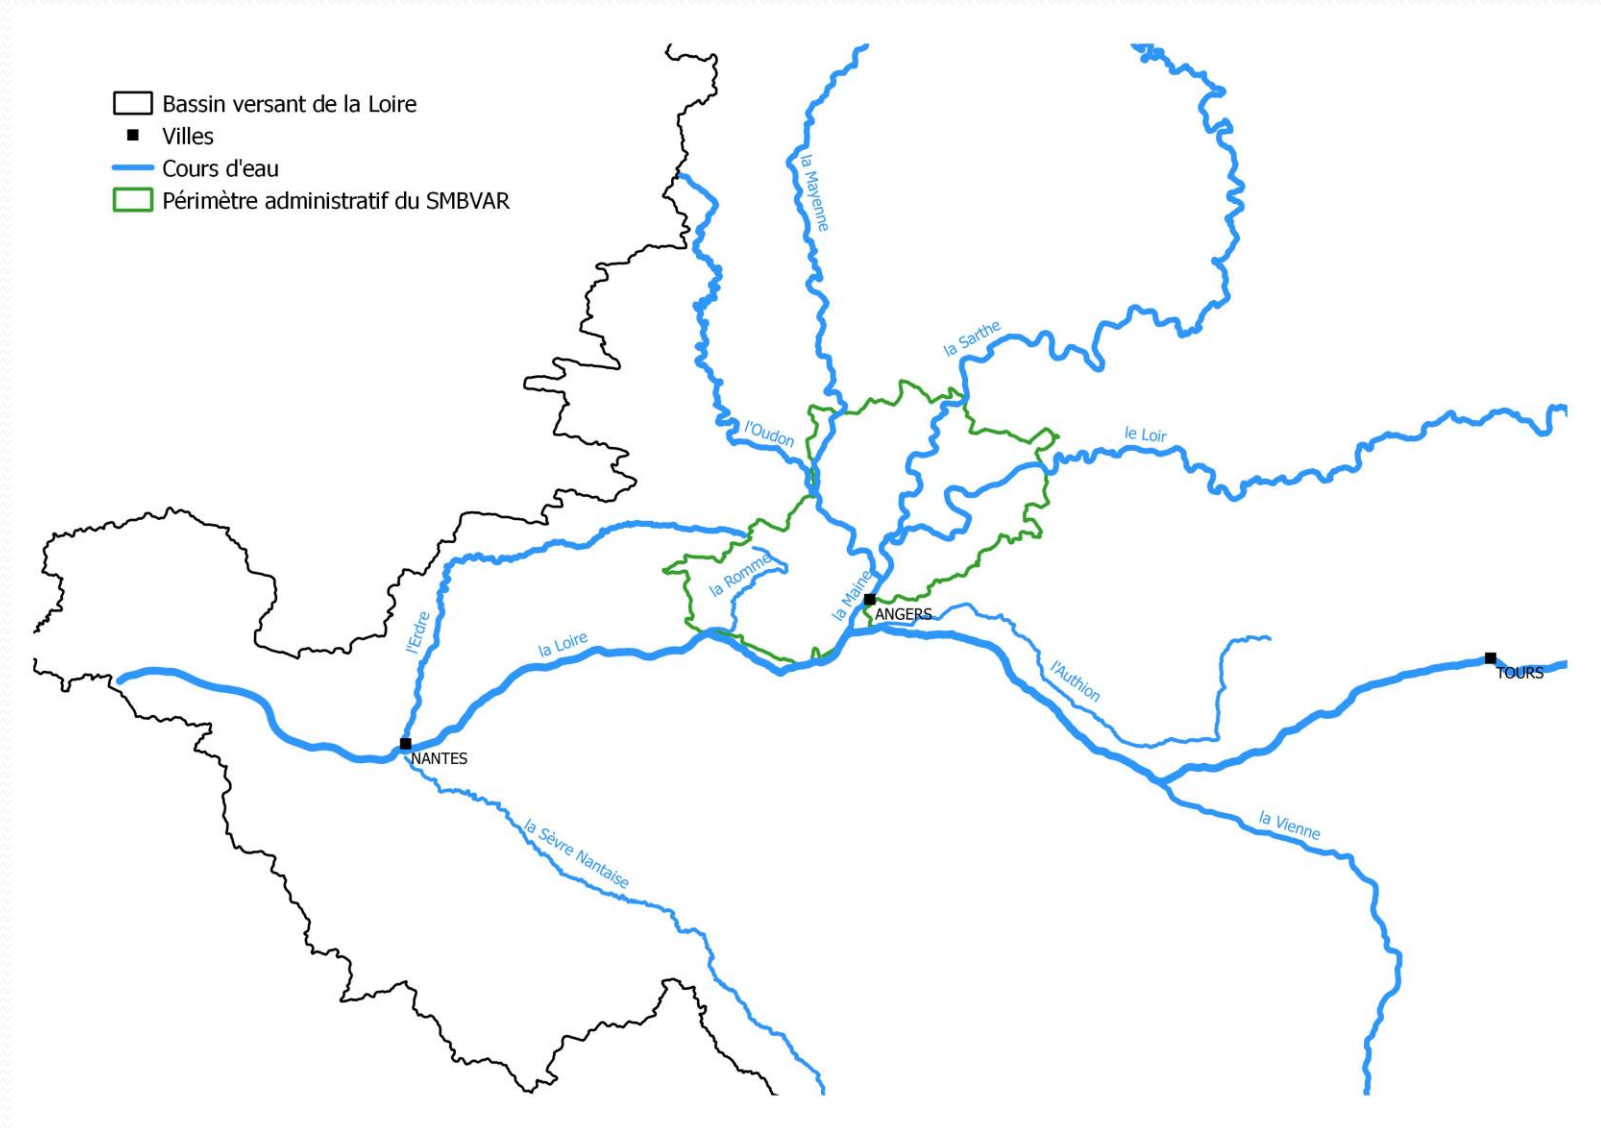 Bassin versant de la Loire
Villes
Cours d'eau
Périmètre administratif du SMBVAR
la Mayenne
la Sarthe
l'Oudon
le Loir
la Romme
la Maine
ANGERS
l'Erdre
la Loire
l'Authion
TOURS
NANTES
la Vienne
la Sèvre Nantaise